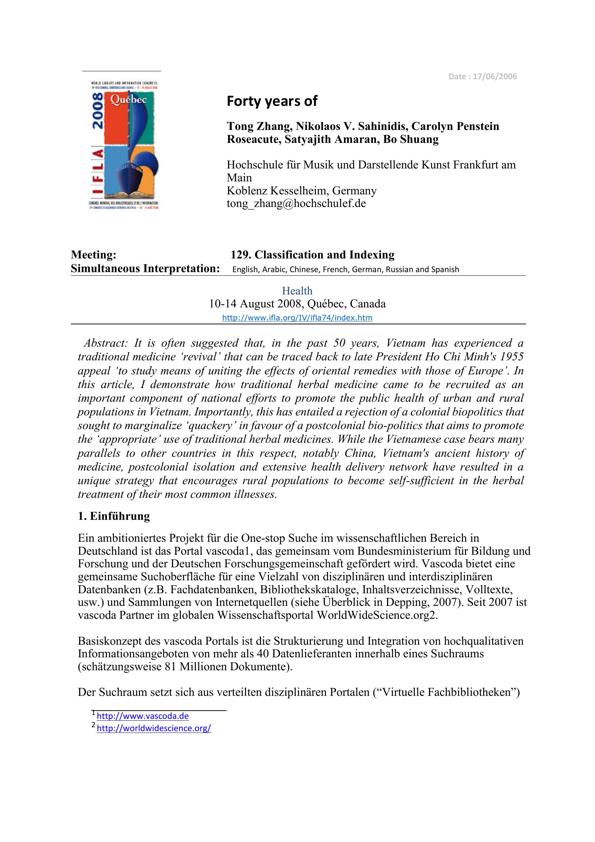 Date : 17/06/2006
WORLD LIBRARY AND INFORMATION CONGRESS:
IFLA 2008
Québec
Forty years of
Tong Zhang, Nikolaos V. Sahinidis, Carolyn Penstein
Roseacute, Satyajith Amaran, Bo Shuang
Hochschule für Musik und Darstellende Kunst Frankfurt am
Main
Koblenz Kesselheim, Germany
tong_zhang@hochschulef.de
Meeting: 129. Classification and Indexing
Simultaneous Interpretation: English, Arabic, Chinese, French, German, Russian and Spanish
Health
10-14 August 2008, Québec, Canada
http://www.ifla.org/IV/ifla74/index.htm
Abstract: It is often suggested that, in the past 50 years, Vietnam has experienced a
traditional medicine ‘revival’ that can be traced back to late President Ho Chi Minh's 1955
appeal ‘to study means of uniting the effects of oriental remedies with those of Europe’. In
this article, I demonstrate how traditional herbal medicine came to be recruited as an
important component of national efforts to promote the public health of urban and rural
populations in Vietnam. Importantly, this has entailed a rejection of a colonial biopolitics that
sought to marginalize ‘quackery’ in favour of a postcolonial bio-politics that aims to promote
the ‘appropriate’ use of traditional herbal medicines. While the Vietnamese case bears many
parallels to other countries in this respect, notably China, Vietnam's ancient history of
medicine, postcolonial isolation and extensive health delivery network have resulted in a
unique strategy that encourages rural populations to become self-sufficient in the herbal
treatment of their most common illnesses.
1. Einführung
Ein ambitioniertes Projekt für die One-stop Suche im wissenschaftlichen Bereich in
Deutschland ist das Portal vascoda1, das gemeinsam vom Bundesministerium für Bildung und
Forschung und der Deutschen Forschungsgemeinschaft gefördert wird. Vascoda bietet eine
gemeinsame Suchoberfläche für eine Vielzahl von disziplinären und interdisziplinären
Datenbanken (z.B. Fachdatenbanken, Bibliothekskataloge, Inhaltsverzeichnisse, Volltexte,
usw.) und Sammlungen von Internetquellen (siehe Überblick in Depping, 2007). Seit 2007 ist
vascoda Partner im globalen Wissenschaftsportal WorldWideScience.org2.
Basiskonzept des vascoda Portals ist die Strukturierung und Integration von hochqualitativen
Informationsangeboten von mehr als 40 Datenlieferanten innerhalb eines Suchraums
(schätzungsweise 81 Millionen Dokumente).
Der Suchraum setzt sich aus verteilten disziplinären Portalen (“Virtuelle Fachbibliotheken”)
1 http://www.vascoda.de
2 http://worldwidescience.org/